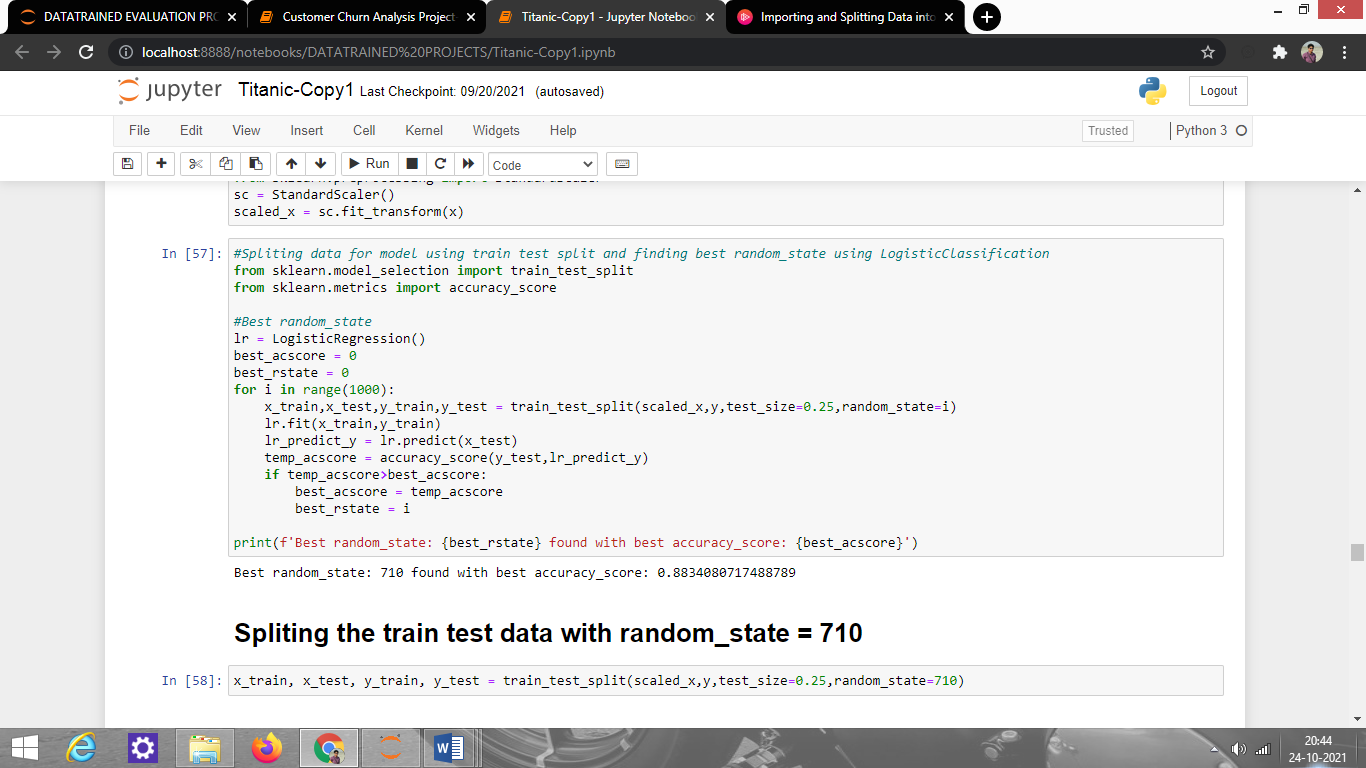 DATATRAINED EVALUATION PRO
Customer Churn Analysis Project
Titanic-Copy1 - Jupyter Noteboo
Importing and Splitting Data into
localhost:8888/notebooks/DATATRAINED%20PROJECTS/Titanic-Copy1.ipynb
jupyter Titanic-Copy1 Last Checkpoint: 09/20/2021 (autosaved)
Logout
File Edit View Insert Cell Kernel Widgets Help
Trusted
Python 3
Run
Code
sc = StandardScaler()
scaled_x = sc.fit_transform(x)
In [57]: #Spliting data for model using train test split and finding best random_state using LogisticClassification
from sklearn.model_selection import train_test_split
from sklearn.metrics import accuracy_score
#Best random_state
lr = LogisticRegression()
best_acscore = 0
best_rstate = 0
for i in range(1000):
x_train,x_test,y_train,y_test = train_test_split(scaled_x,y,test_size=0.25,random_state=i)
lr.fit(x_train,y_train)
lr_predict_y = lr.predict(x_test)
temp_acscore = accuracy_score(y_test,lr_predict_y)
if temp_acscore>best_acscore:
best_acscore = temp_acscore
best_rstate = i
print(f'Best random_state: {best_rstate} found with best accuracy_score: {best_acscore}')
Best random_state: 710 found with best accuracy_score: 0.8834080717488789
Spliting the train test data with random_state = 710
In [58]: x_train, x_test, y_train, y_test = train_test_split(scaled_x,y,test_size=0.25,random_state=710)
20:44
24-10-2021